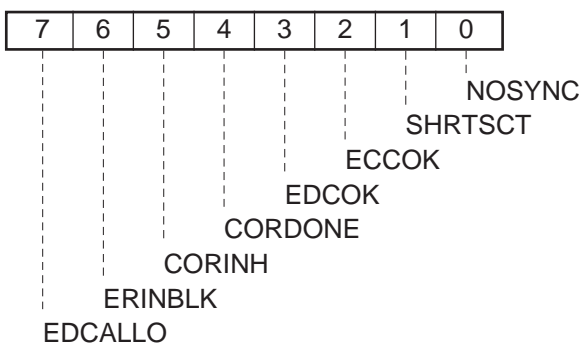 7 6 5 4 3 2 1 0
NOSYNC
SHRTSCT
ECCOK
EDCOK
CORDONE
CORINH
ERINBLK
EDCALLO